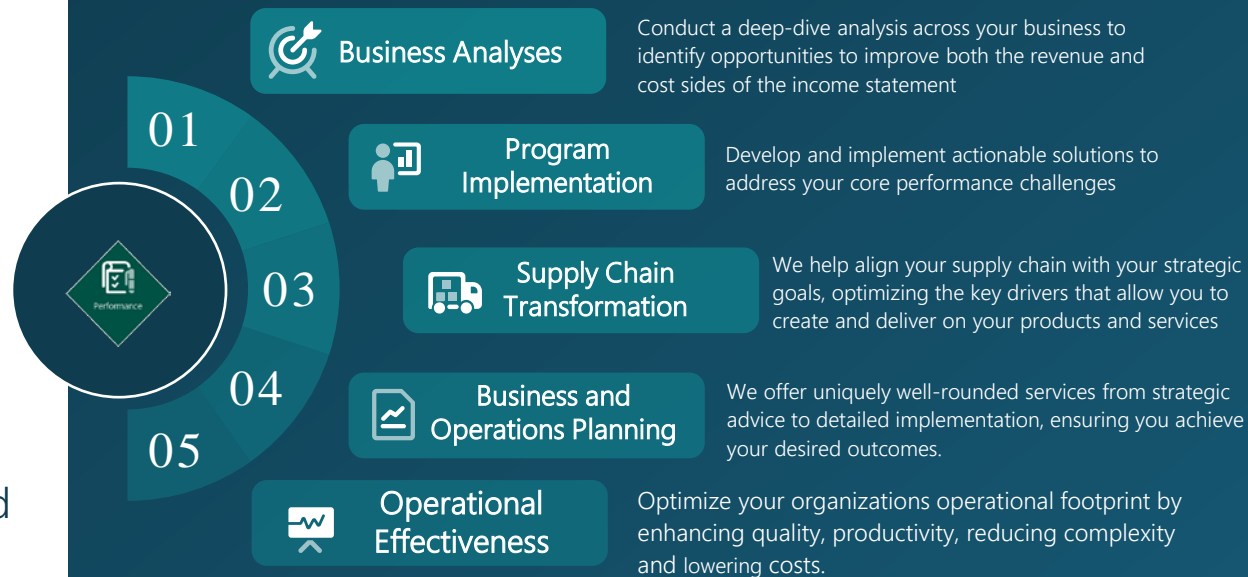 01
Business Analyses
Conduct a deep-dive analysis across your business to
identify opportunities to improve both the revenue and
cost sides of the income statement
02
Program
Implementation
Develop and implement actionable solutions to
address your core performance challenges
Performance
03
Supply Chain
Transformation
We help align your supply chain with your strategic
goals, optimizing the key drivers that allow you to
create and deliver on your products and services
04
Business and
Operations Planning
We offer uniquely well-rounded services from strategic
advice to detailed implementation, ensuring you achieve
your desired outcomes.
05
Operational
Effectiveness
Optimize your organizations operational footprint by
enhancing quality, productivity, reducing complexity
and lowering costs.
d